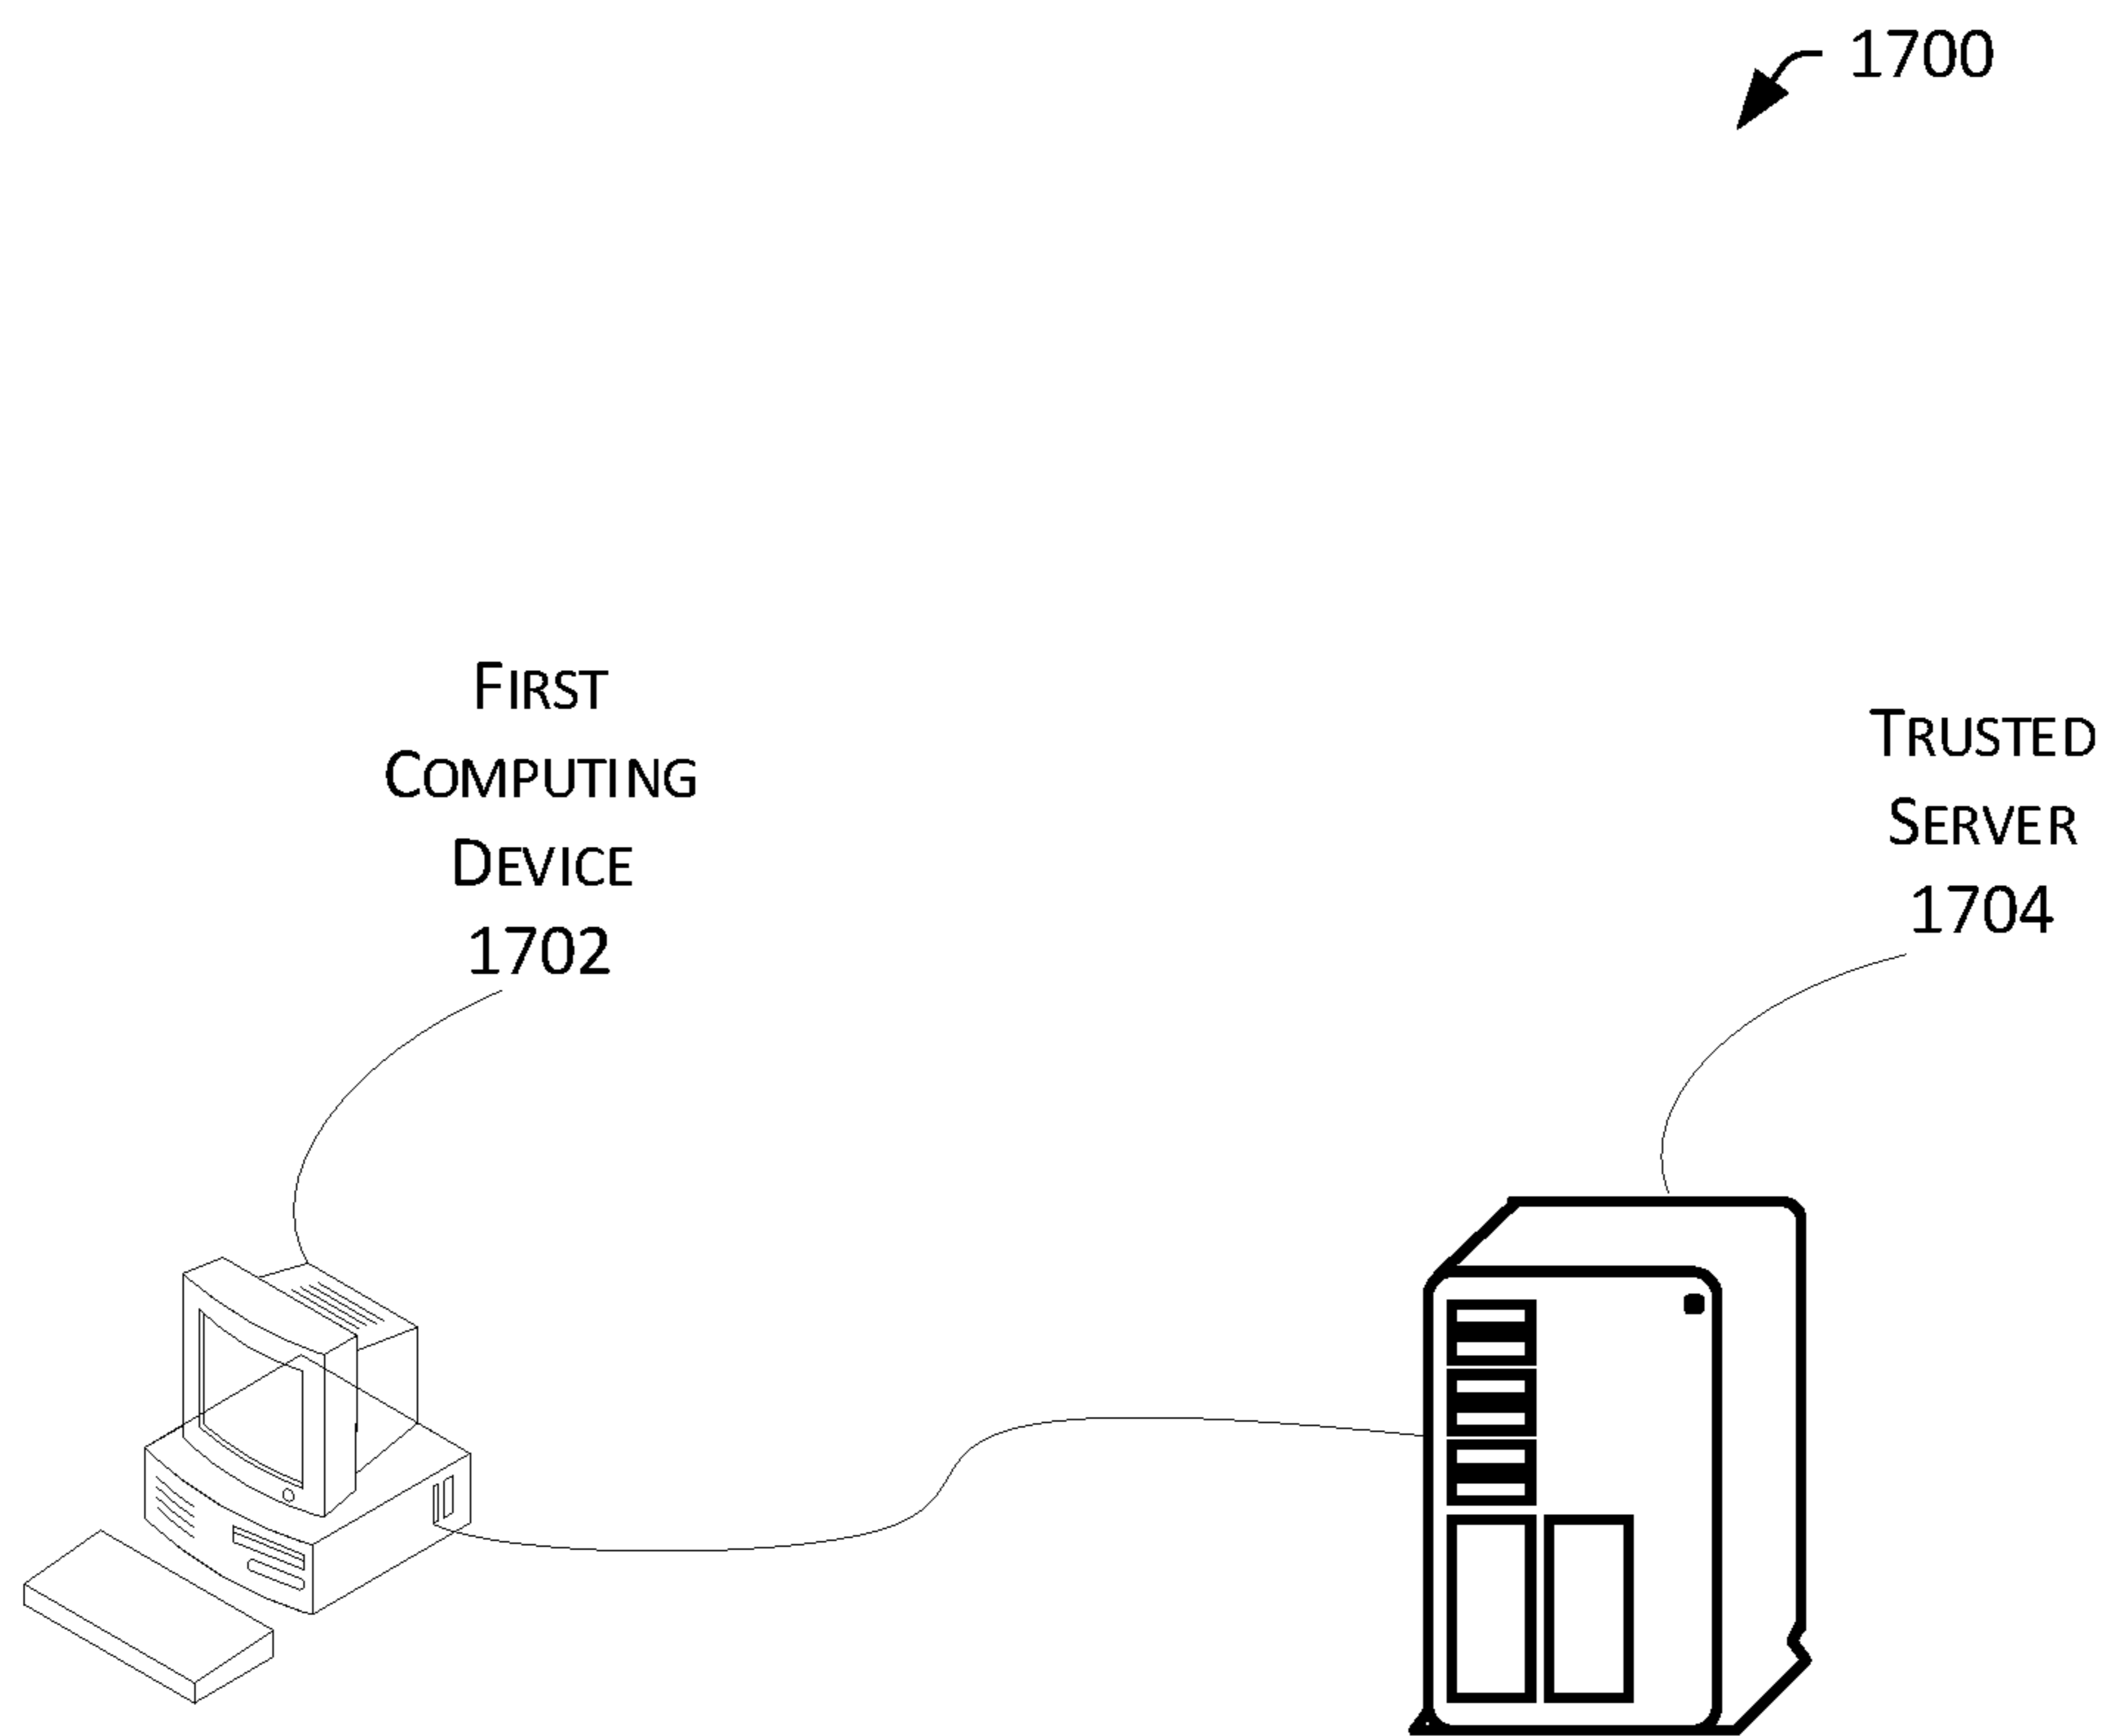 1700
FIRST
COMPUTING
DEVICE
1702
TRUSTED
SERVER
1704